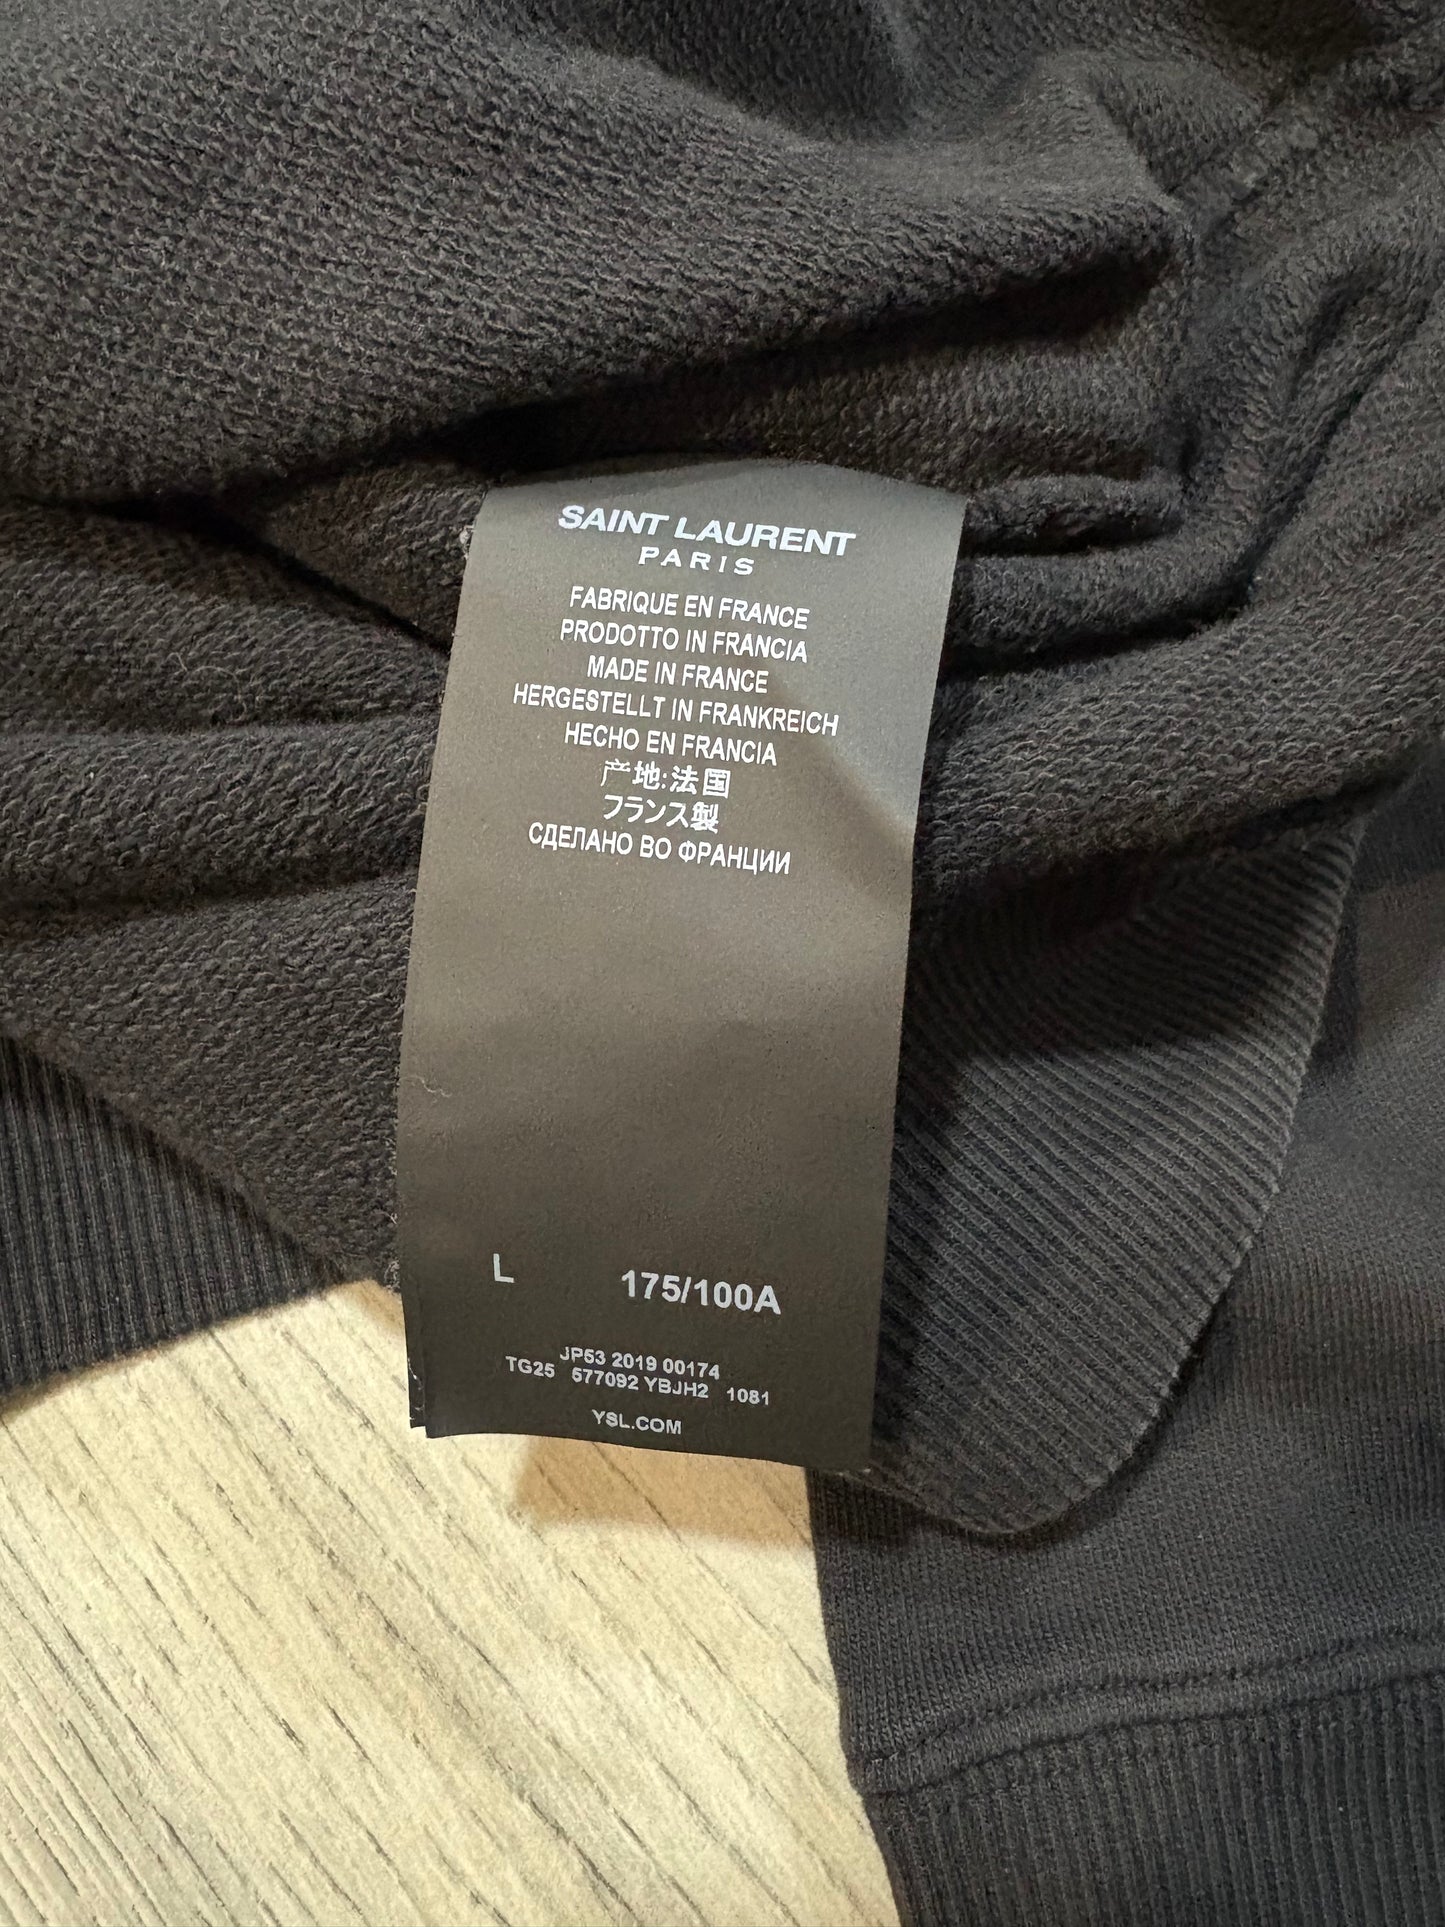 SAINT LAURENT
PARIS
FABRIQUE EN FRANCE
PRODOTTO IN FRANCIA
MADE IN FRANCE
HERGESTELLT IN FRANKREICH
HECHO EN FRANCIA
产地:法国
フランス製
СДЕЛАНО ВО ФРАНЦИИ
L 175/100A
JP53 2019 00174
TG25 577092 YBJH2 1081
YSL.COM